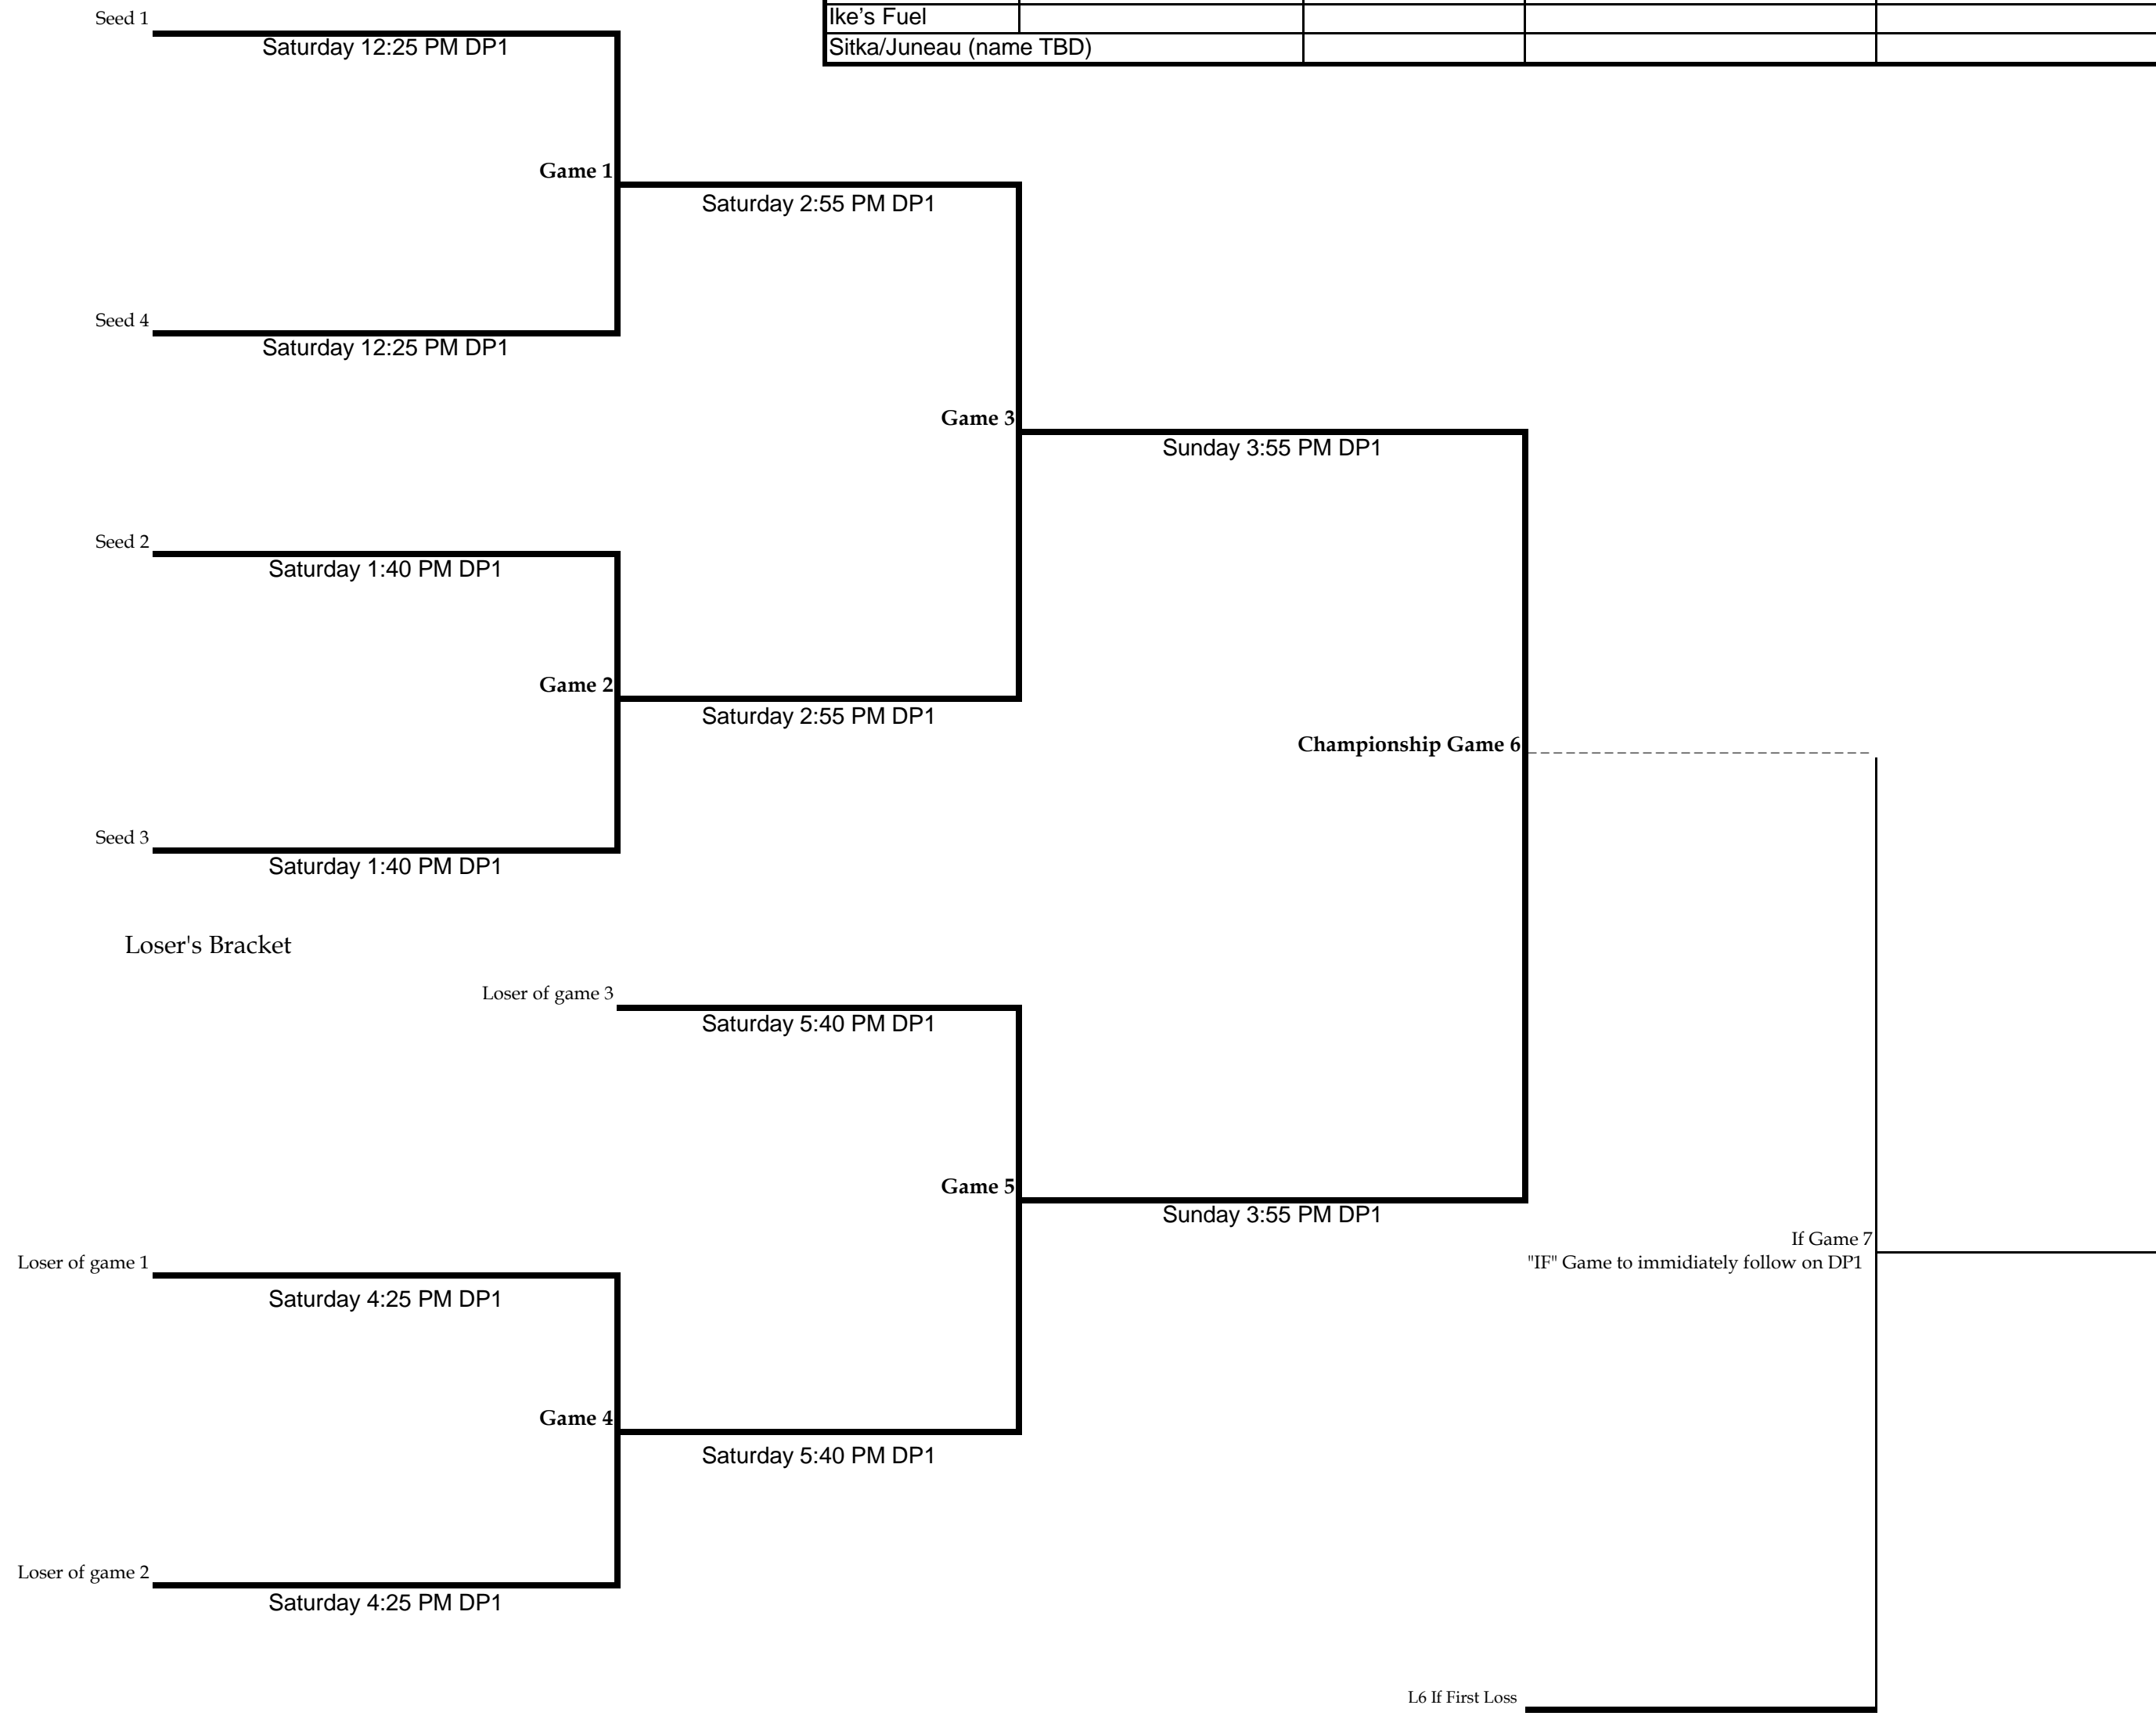 Seed 1
Ike’s Fuel
Saturday 12:25 PM DP1
Sitka/Juneau (name TBD)
Game 1
Saturday 2:55 PM DP1
Seed 4
Saturday 12:25 PM DP1
Game 3
Sunday 3:55 PM DP1
Seed 2
Saturday 1:40 PM DP1
Game 2
Saturday 2:55 PM DP1
Championship Game 6
Seed 3
Saturday 1:40 PM DP1
Loser's Bracket
Loser of game 3
Saturday 5:40 PM DP1
Game 5
Sunday 3:55 PM DP1
If Game 7
"IF" Game to immidiately follow on DP1
Loser of game 1
Saturday 4:25 PM DP1
Game 4
Saturday 5:40 PM DP1
Loser of game 2
Saturday 4:25 PM DP1
L6 If First Loss